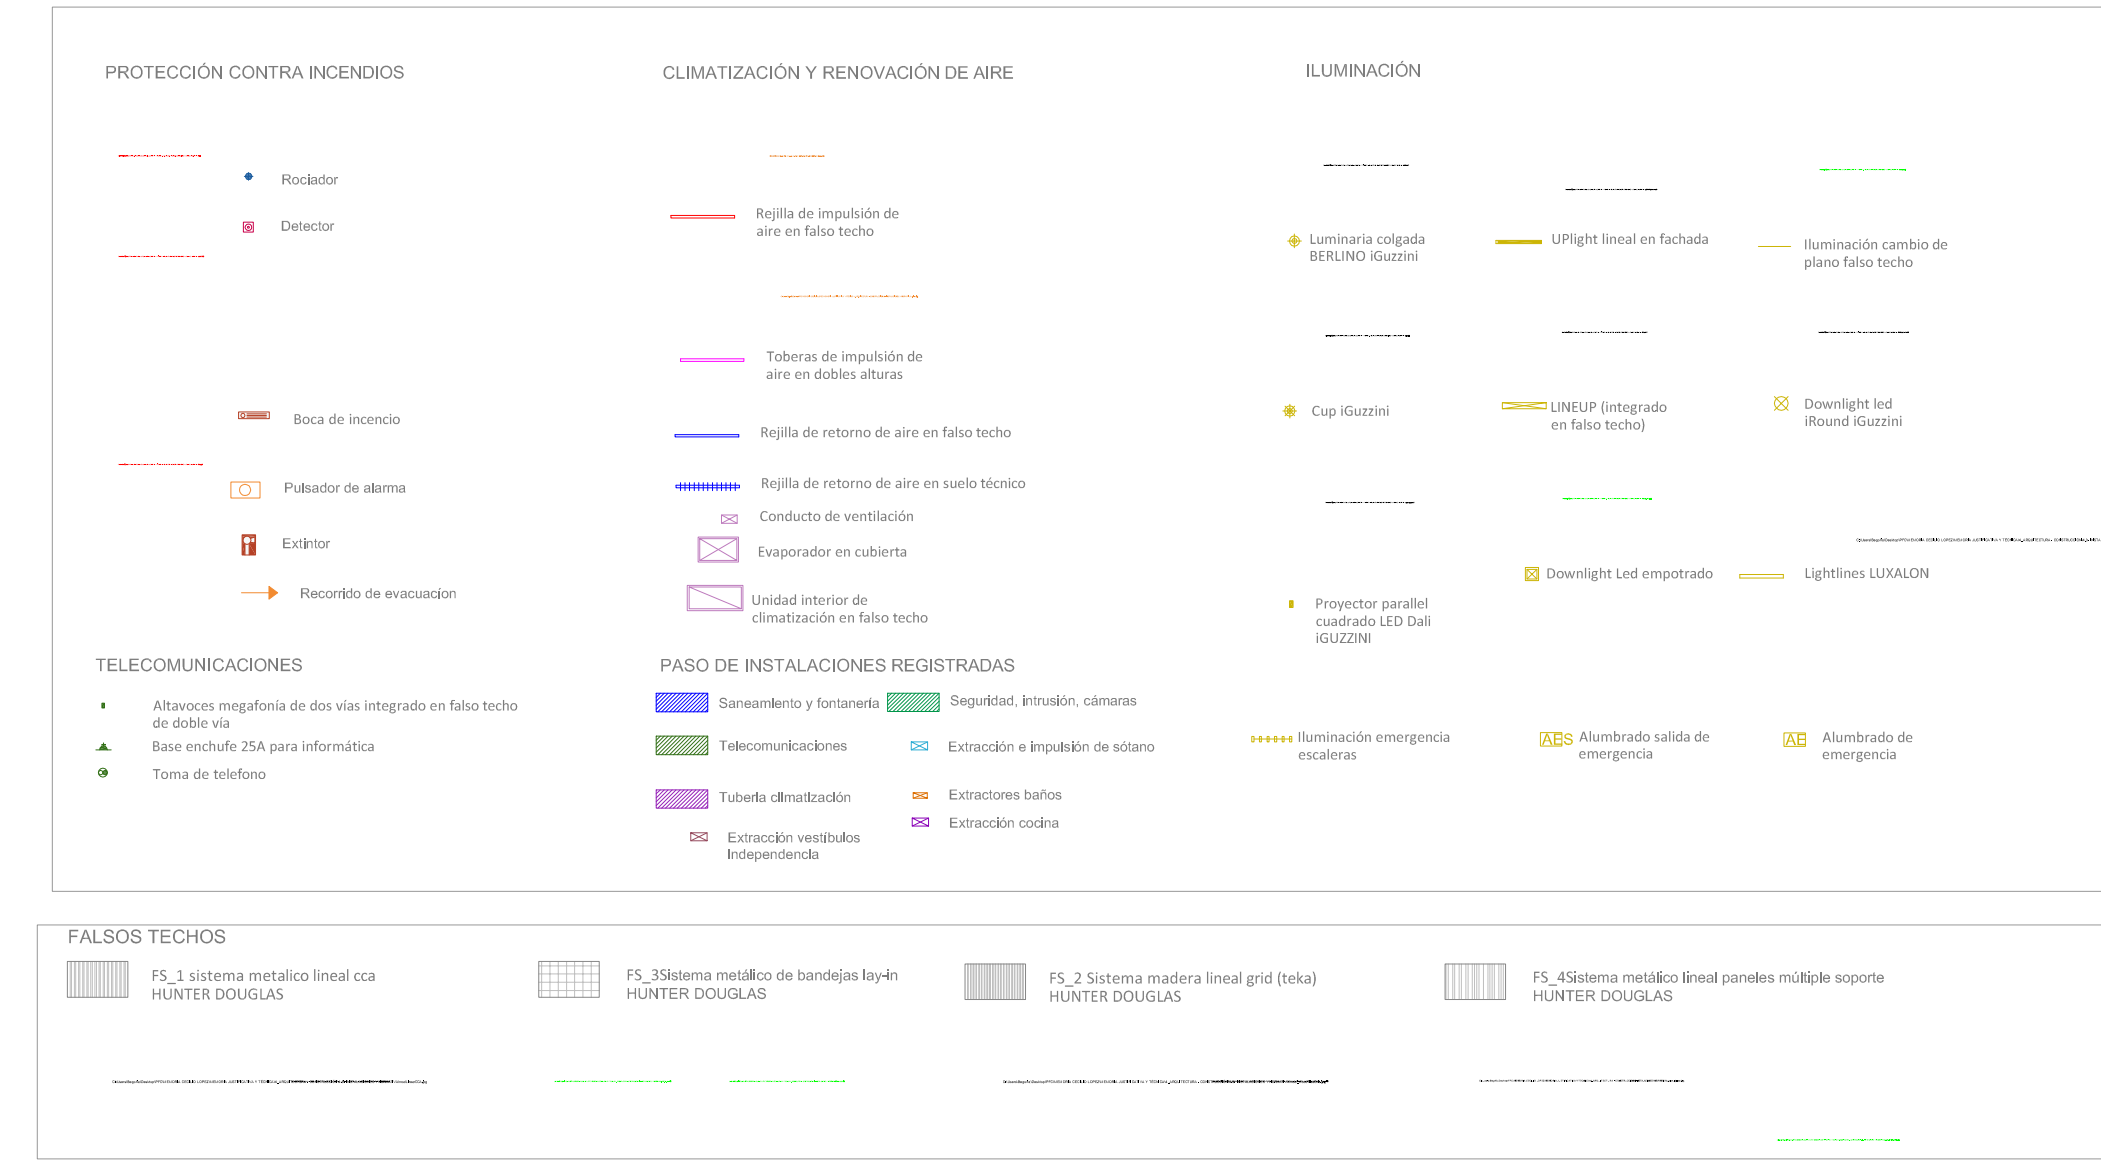 PROTECCIÓN CONTRA INCENDIOS
Rociador
Detector
Boca de incencio
Pulsador de alarma
Extintor
Recorrido de evacuacion
CLIMATIZACIÓN Y RENOVACIÓN DE AIRE
Rejilla de impulsión de
aire en falso techo
Toberas de impulsión de
aire en dobles alturas
Rejilla de retorno de aire en falso techo
Rejilla de retorno de aire en suelo técnico
Conducto de ventilación
Evaporador en cubierta
Unidad interior de
climatización en falso techo
ILUMINACIÓN
Luminaria colgada
BERLINO iGuzzini
UPlight lineal en fachada
Iluminación cambio de
plano falso techo
Cup iGuzzini
LINEUP (integrado
en falso techo)
Downlight led
iRound iGuzzini
Proyector parallel
cuadrado LED Dali
iGUZZINI
Downlight Led empotrado
Lightlines LUXALON
Iluminación emergencia
escaleras
AES Alumbrado salida de
emergencia
AE Alumbrado de
emergencia
TELECOMUNICACIONES
Altavoces megafonía de dos vías integrado en falso techo
de doble vía
Base enchufe 25A para informática
Toma de telefono
PASO DE INSTALACIONES REGISTRADAS
Saneamiento y fontanería
Seguridad, intrusión, cámaras
Telecomunicaciones
Extracción e impulsión de sótano
Tuberia climatización
Extractores baños
Extracción cocina
Extracción vestíbulos
Independencia
FALSOS TECHOS
FS_1 sistema metalico lineal cca
HUNTER DOUGLAS
FS_3Sistema metálico de bandejas lay-in
HUNTER DOUGLAS
FS_2 Sistema madera lineal grid (teka)
HUNTER DOUGLAS
FS_4Sistema metálico lineal paneles múltiple soporte
HUNTER DOUGLAS